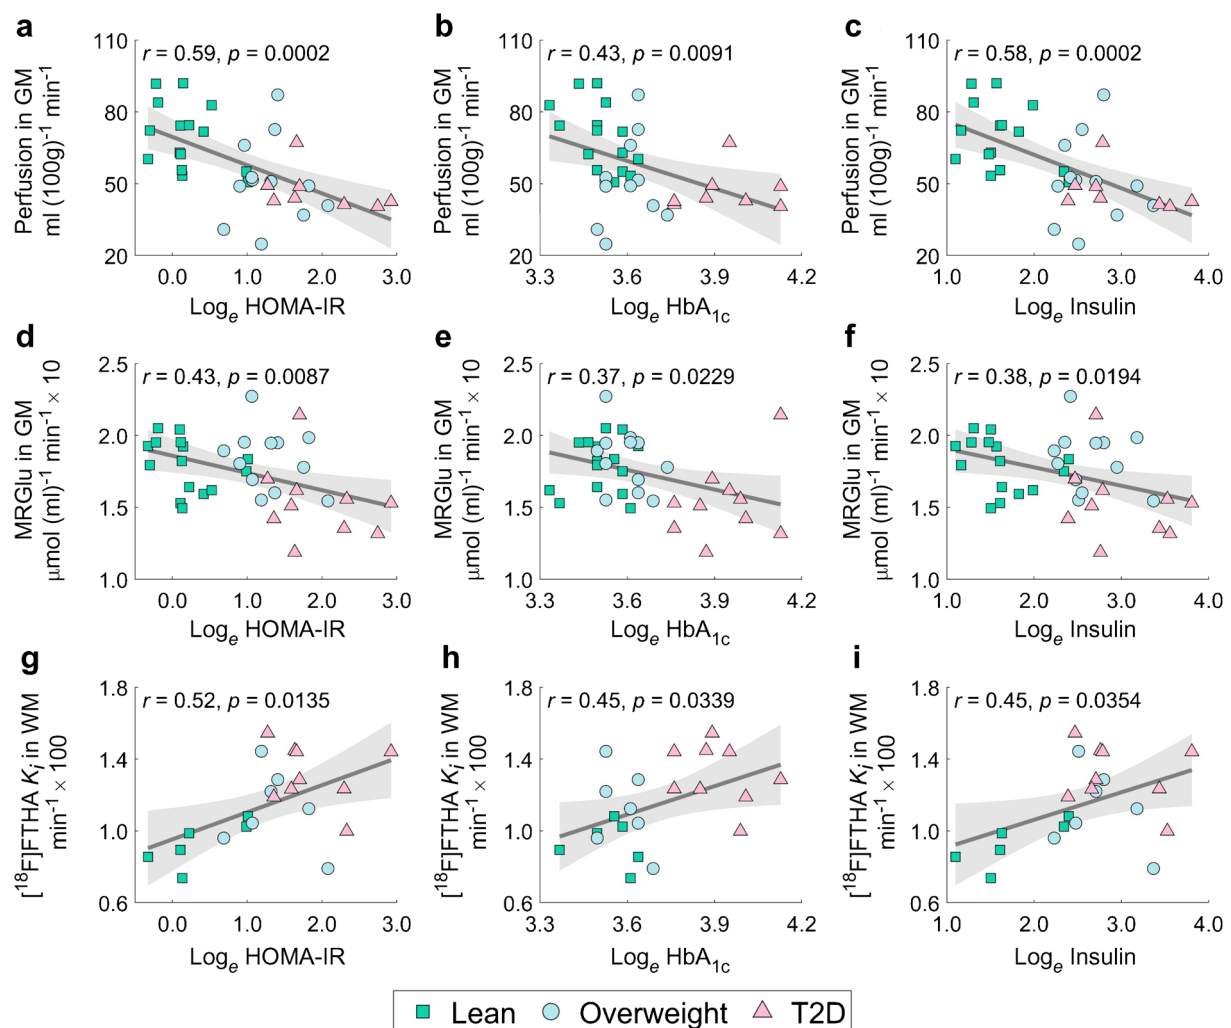 a
r = 0.59, p = 0.0002
Perfusion in GM
ml (100g)⁻¹ min⁻¹
110
80
50
20
0.0 1.0 2.0 3.0
Logₑ HOMA-IR
b
r = 0.43, p = 0.0091
Perfusion in GM
ml (100g)⁻¹ min⁻¹
110
80
50
20
3.3 3.6 3.9 4.2
Logₑ HbA₁c
c
r = 0.58, p = 0.0002
Perfusion in GM
ml (100g)⁻¹ min⁻¹
110
80
50
20
1.0 2.0 3.0 4.0
Logₑ Insulin
d
r = 0.43, p = 0.0087
MRGlu in GM
μmol (ml)⁻¹ min⁻¹ × 10
2.5
2.0
1.5
1.0
0.0 1.0 2.0 3.0
Logₑ HOMA-IR
e
r = 0.37, p = 0.0229
MRGlu in GM
μmol (ml)⁻¹ min⁻¹ × 10
2.5
2.0
1.5
1.0
3.3 3.6 3.9 4.2
Logₑ HbA₁c
f
r = 0.38, p = 0.0194
MRGlu in GM
μmol (ml)⁻¹ min⁻¹ × 10
2.5
2.0
1.5
1.0
1.0 2.0 3.0 4.0
Logₑ Insulin
g
r = 0.52, p = 0.0135
[¹⁸F]FTHA Kᵢ in WM
min⁻¹ × 100
1.8
1.4
1.0
0.6
0.0 1.0 2.0 3.0
Logₑ HOMA-IR
h
r = 0.45, p = 0.0339
[¹⁸F]FTHA Kᵢ in WM
min⁻¹ × 100
1.8
1.4
1.0
0.6
3.3 3.6 3.9 4.2
Logₑ HbA₁c
i
r = 0.45, p = 0.0354
[¹⁸F]FTHA Kᵢ in WM
min⁻¹ × 100
1.8
1.4
1.0
0.6
1.0 2.0 3.0 4.0
Logₑ Insulin
Lean Overweight T2D